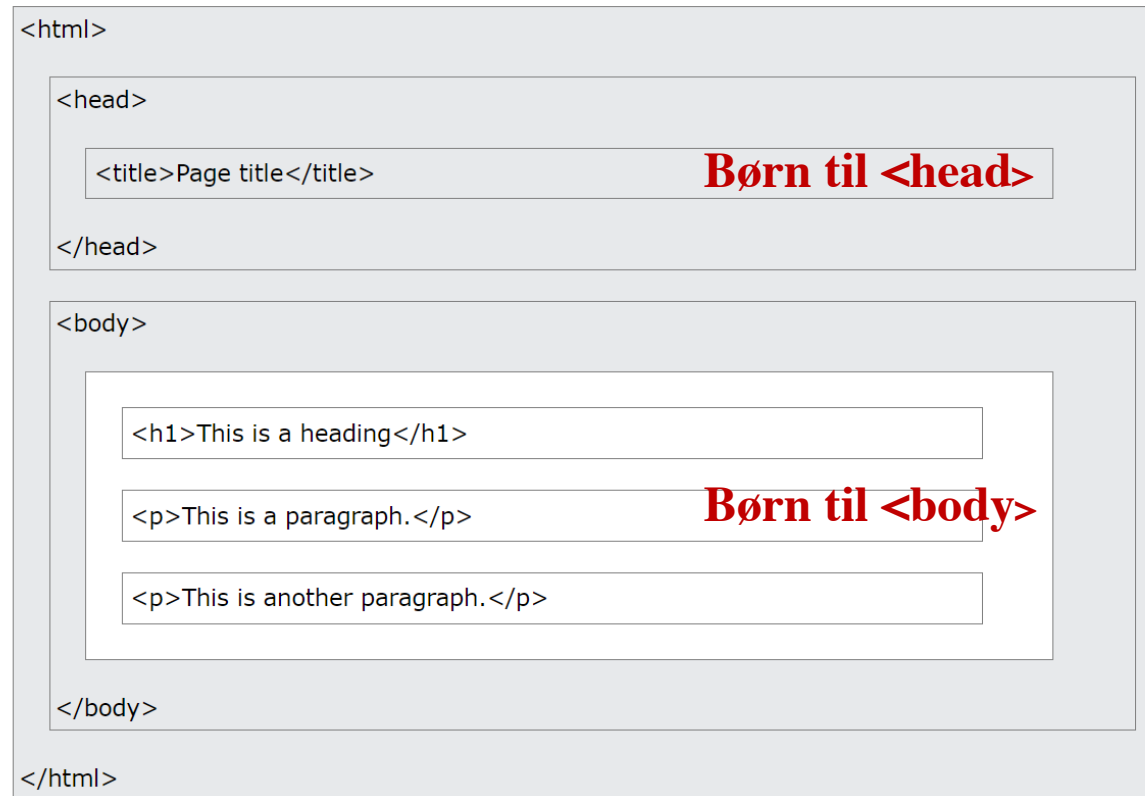 <html>
<head>
<title>Page title</title>
Børn til <head>
</head>
<body>
<h1>This is a heading</h1>
<p>This is a paragraph.</p>
Børn til <body>
<p>This is another paragraph.</p>
</body>
</html>